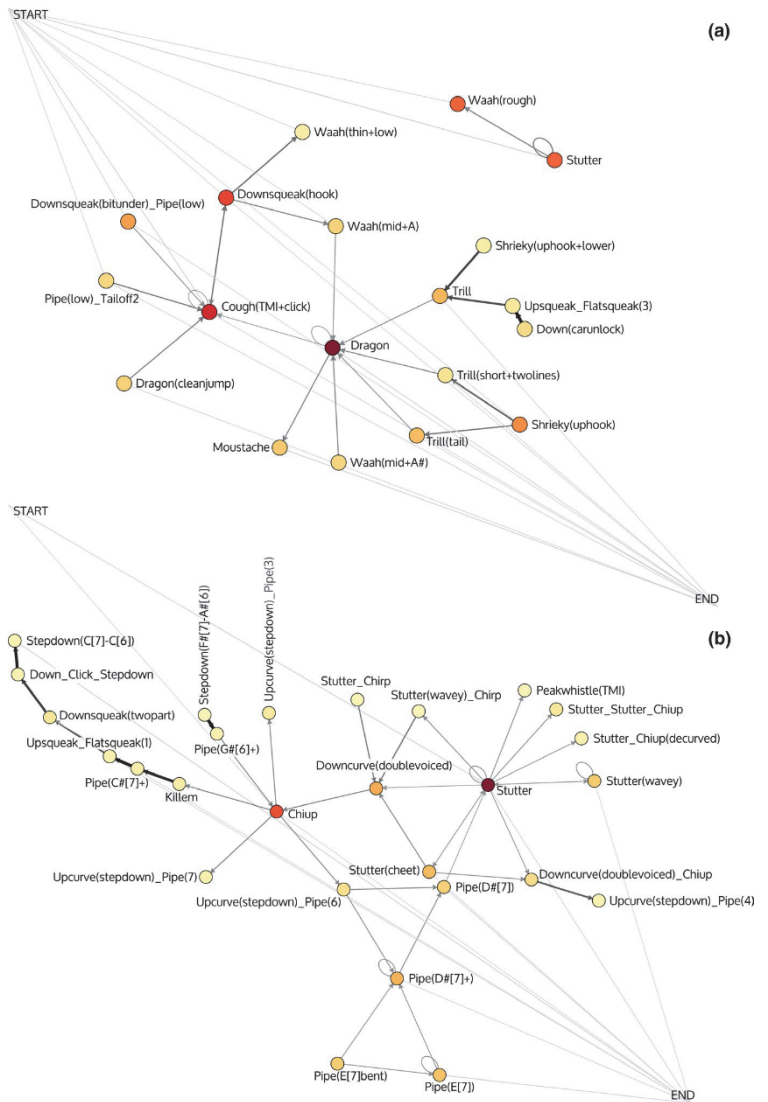 START
(a)
Waah(rough)
Waah(thin+low)
Stutter
Downsqueak(hook)
Downsqueak(bitunder)_Pipe(low)
Waah(mid+A)
Shrieky(uphook+lower)
Trill
Pipe(low)_Tailoff2
Cough(TMI+click)
Upsqueak_Flatsqueak(3)
Down(carunlock)
Dragon
Trill(short+twolines)
Dragon(cleanjump)
Shrieky(uphook)
Trill(tail)
Moustache
Waah(mid+A#)
START
END
(b)
Stepdown(F#[7]-A#[6])
Upcurve(stepdown)_Pipe(3)
Stepdown(C[7]-C[6])
Down_Click_Stepdown
Stutter_Chirp
Stutter(wavey)_Chirp
Peakwhistle(TMI)
Stutter_Stutter_Chiup
Downsqueak(twopart)
Stutter_Chiup(decurved)
Upsqueak_Flatsqueak(1)
Pipe(G#[6]+)
Downcurve(doublevoiced)
Stutter
Stutter(wavey)
Pipe(C#[7]+)
Killem
Chiup
Upcurve(stepdown)_Pipe(7)
Stutter(cheet)
Downcurve(doublevoiced)_Chiup
Upcurve(stepdown)_Pipe(6)
Pipe(D#[7])
Upcurve(stepdown)_Pipe(4)
Pipe(D#[7]+)
Pipe(E[7]bent)
Pipe(E[7])
END